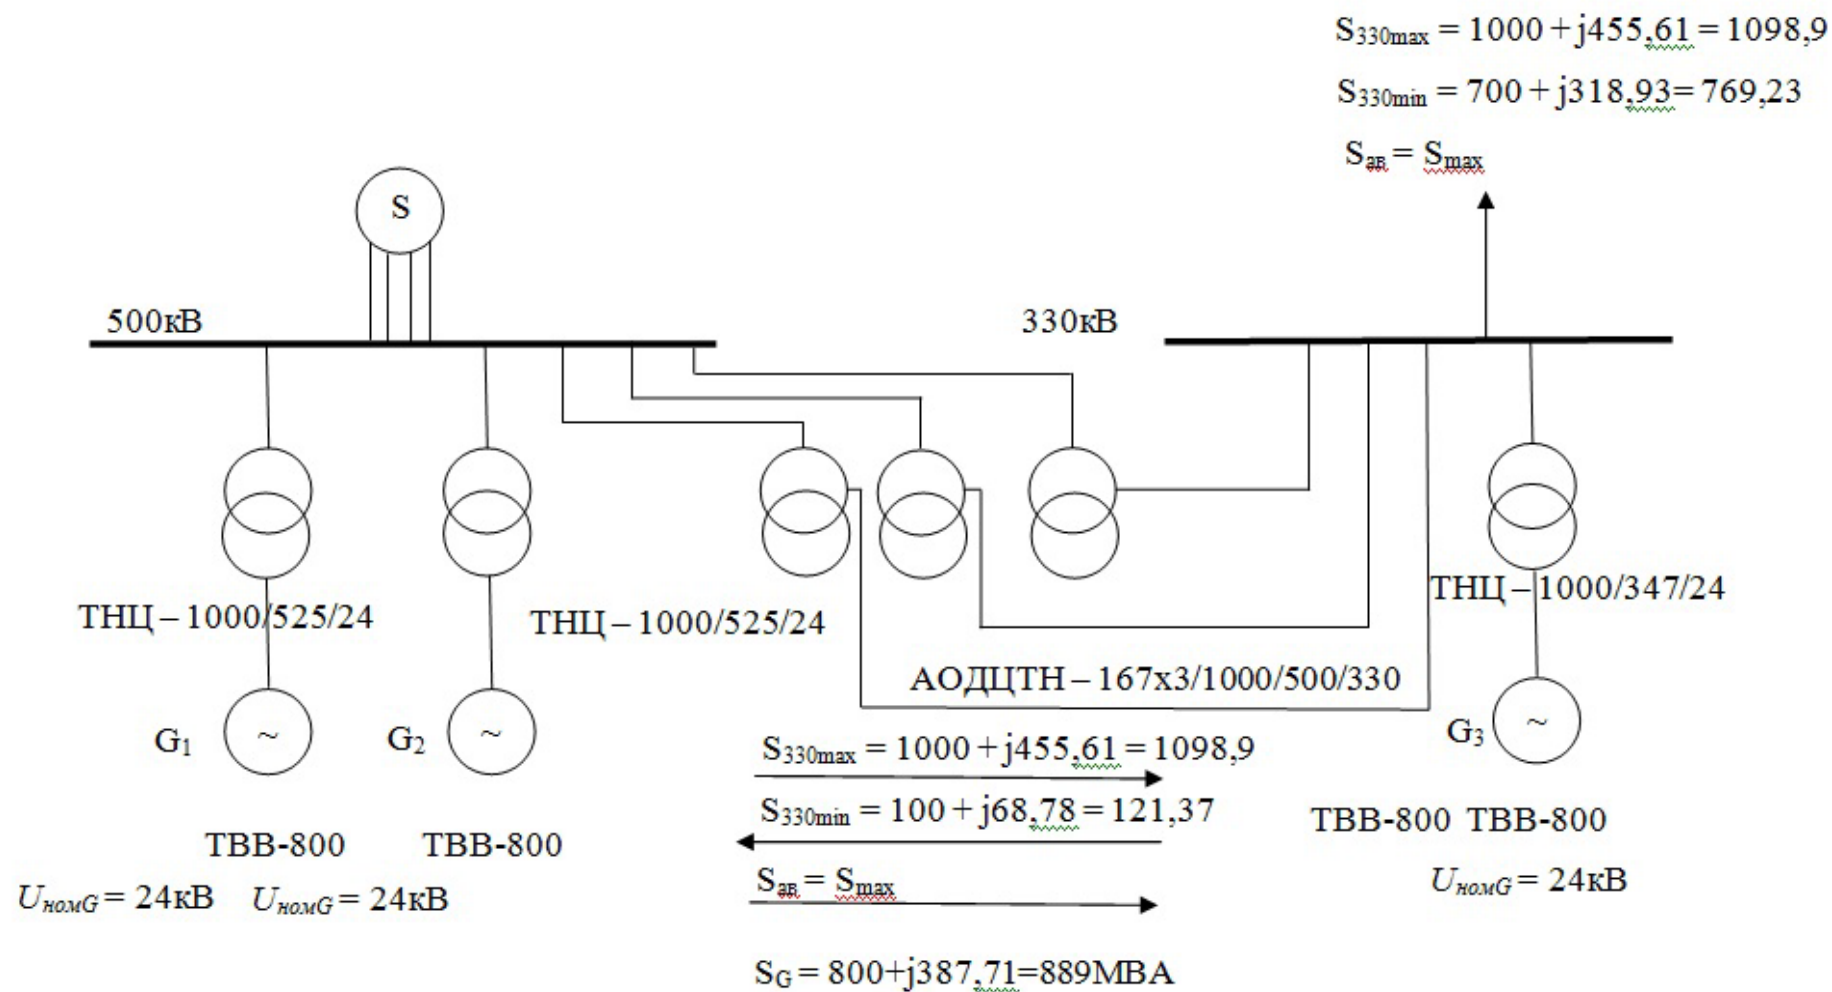 S330max = 1000 + j455,61 = 1098,9
S330min = 700 + j318,93= 769,23
Sав = Smax
S
500кВ
330кВ
ТНЦ – 1000/525/24
ТНЦ – 1000/525/24
ТНЦ – 1000/347/24
АОДЦТН – 167х3/1000/500/330
G1
~
G2
~
G3
~
S330max = 1000 + j455,61 = 1098,9
S330min = 100 + j68,78 = 121,37
Sав = Smax
SG = 800+j387,71=889МВА
ТВВ-800
ТВВ-800
ТВВ-800 ТВВ-800
UномG = 24кВ
UномG = 24кВ
UномG = 24кВ